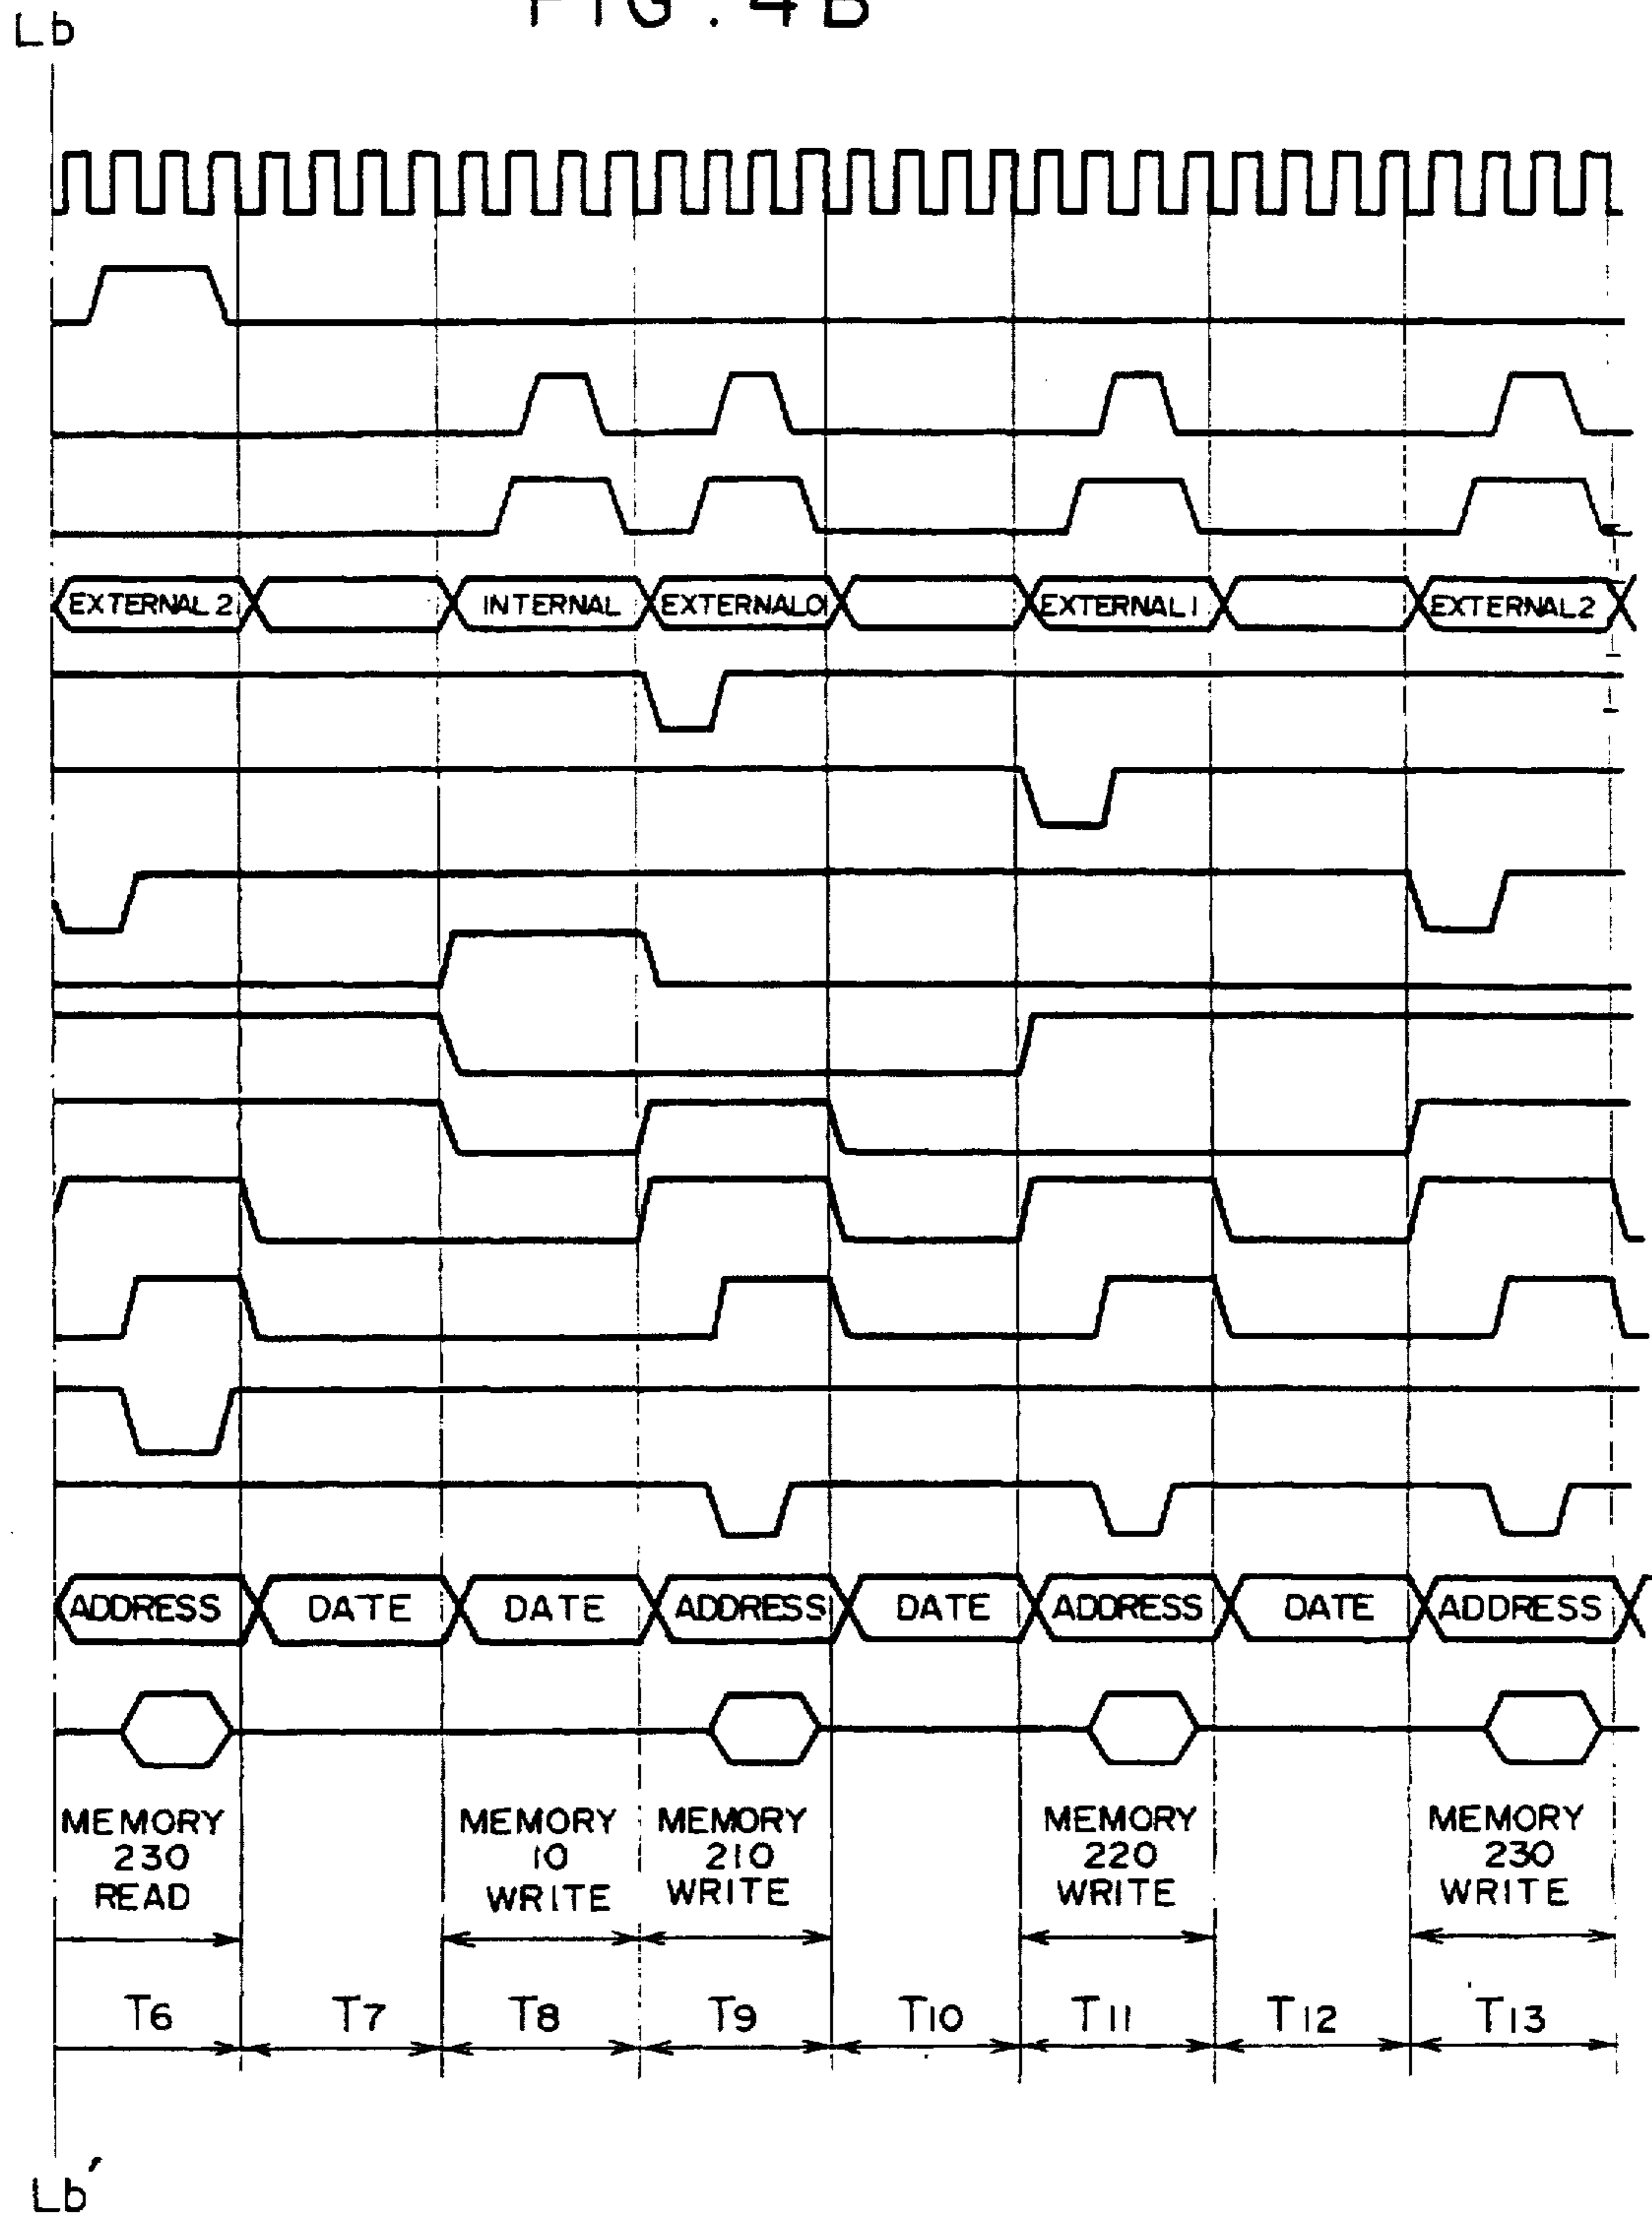 FIG. 4B
Lb
EXTERNAL 2 INTERNAL EXTERNAL0 EXTERNAL1 EXTERNAL2
ADDRESS DATE DATE ADDRESS DATE ADDRESS DATE ADDRESS
MEMORY 230 READ
MEMORY 10 WRITE
MEMORY 210 WRITE
MEMORY 220 WRITE
MEMORY 230 WRITE
T6 T7 T8 T9 T10 T11 T12 T13
Lb'